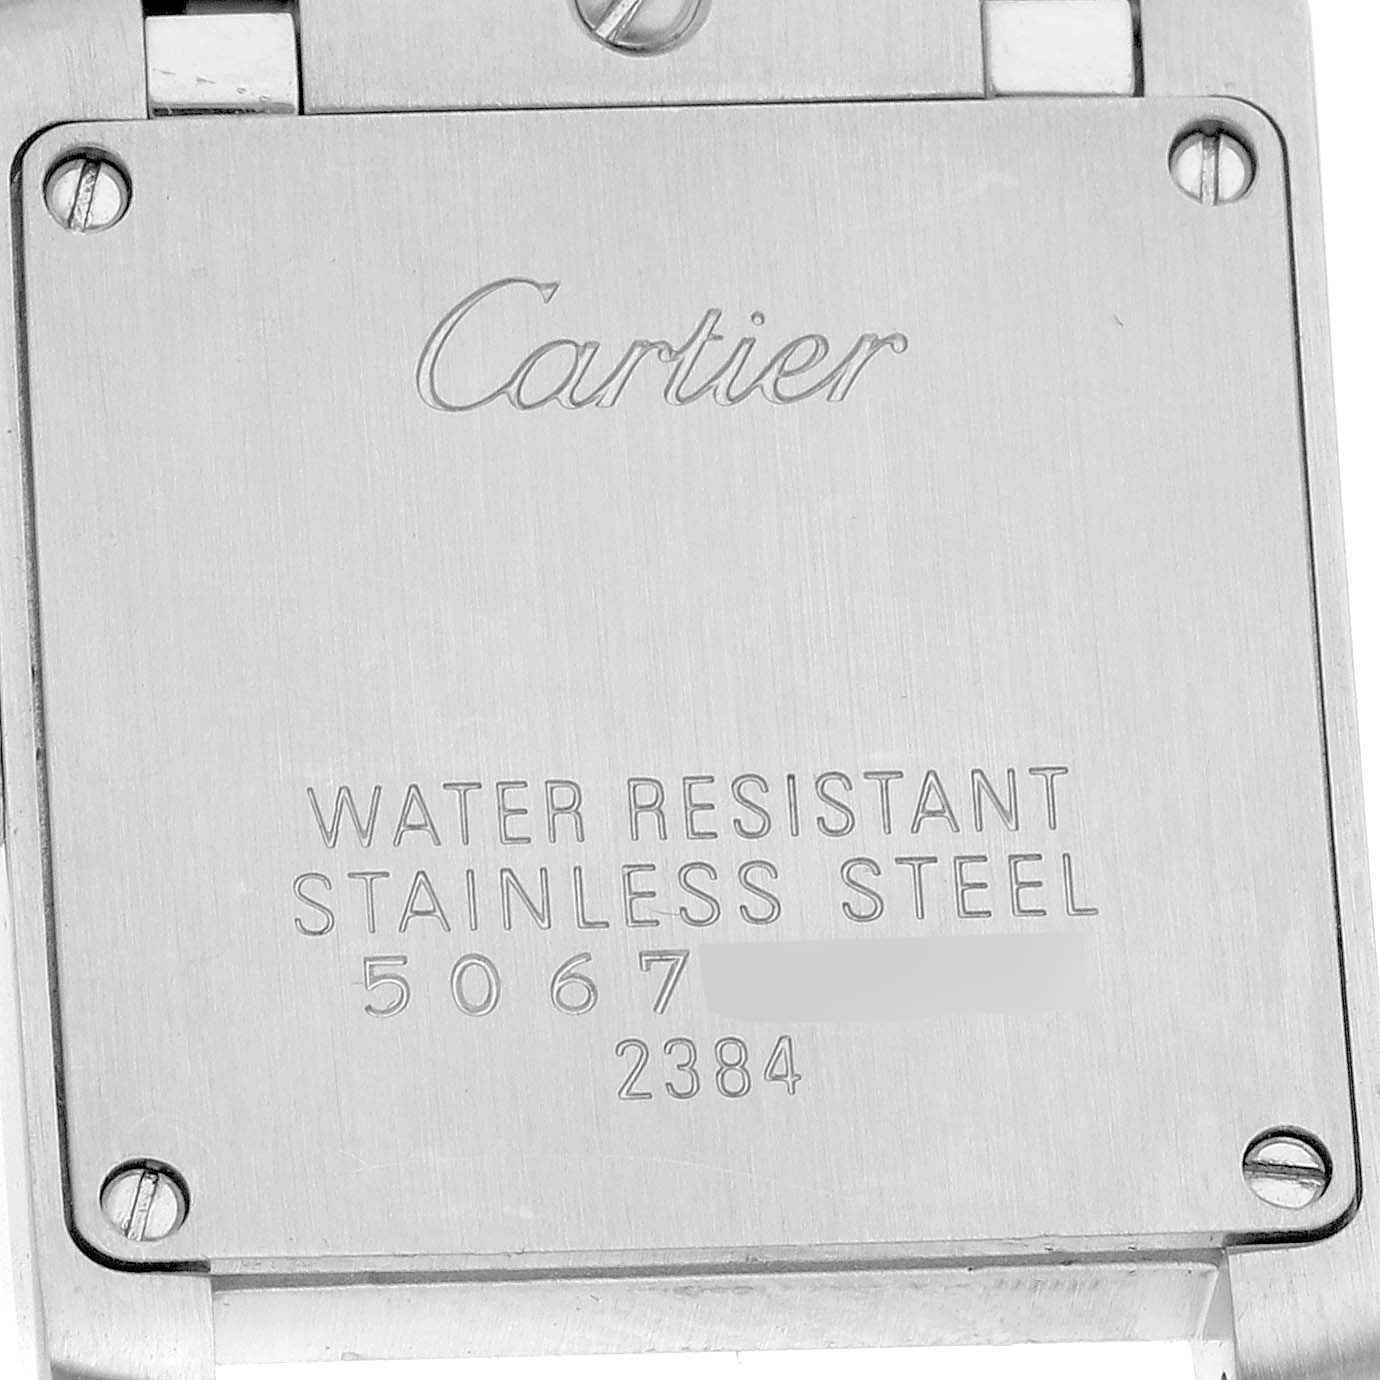 Cartier
WATER RESISTANT
STAINLESS STEEL
5067
2384